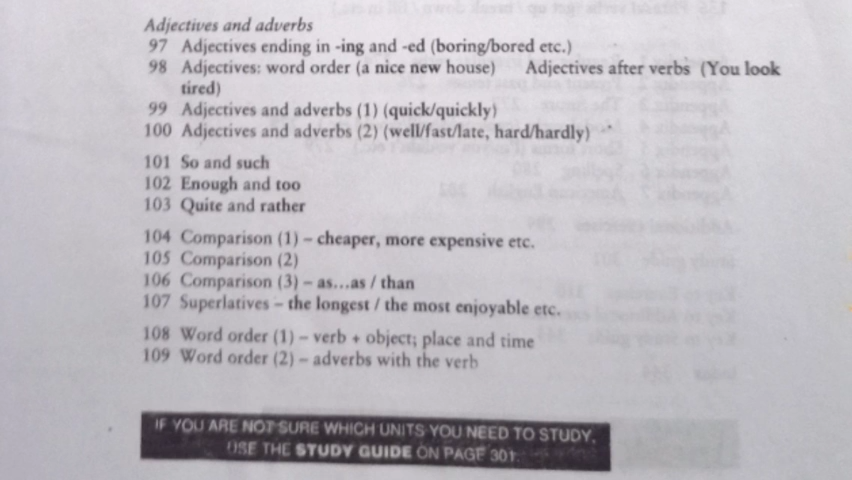 Adjectives and adverbs
97 Adjectives ending in -ing and -ed (boring/bored etc.)
98 Adjectives: word order (a nice new house) Adjectives after verbs (You look
tired)
99 Adjectives and adverbs (1) (quick/quickly)
100 Adjectives and adverbs (2) (well/fast/late, hard/hardly)
101 So and such
102 Enough and too
103 Quite and rather
104 Comparison (1) – cheaper, more expensive etc.
105 Comparison (2)
106 Comparison (3) – as...as / than
107 Superlatives – the longest / the most enjoyable etc.
108 Word order (1) – verb + object; place and time
109 Word order (2) – adverbs with the verb
IF YOU ARE NOT SURE WHICH UNITS YOU NEED TO STUDY,
USE THE STUDY GUIDE ON PAGE 301.